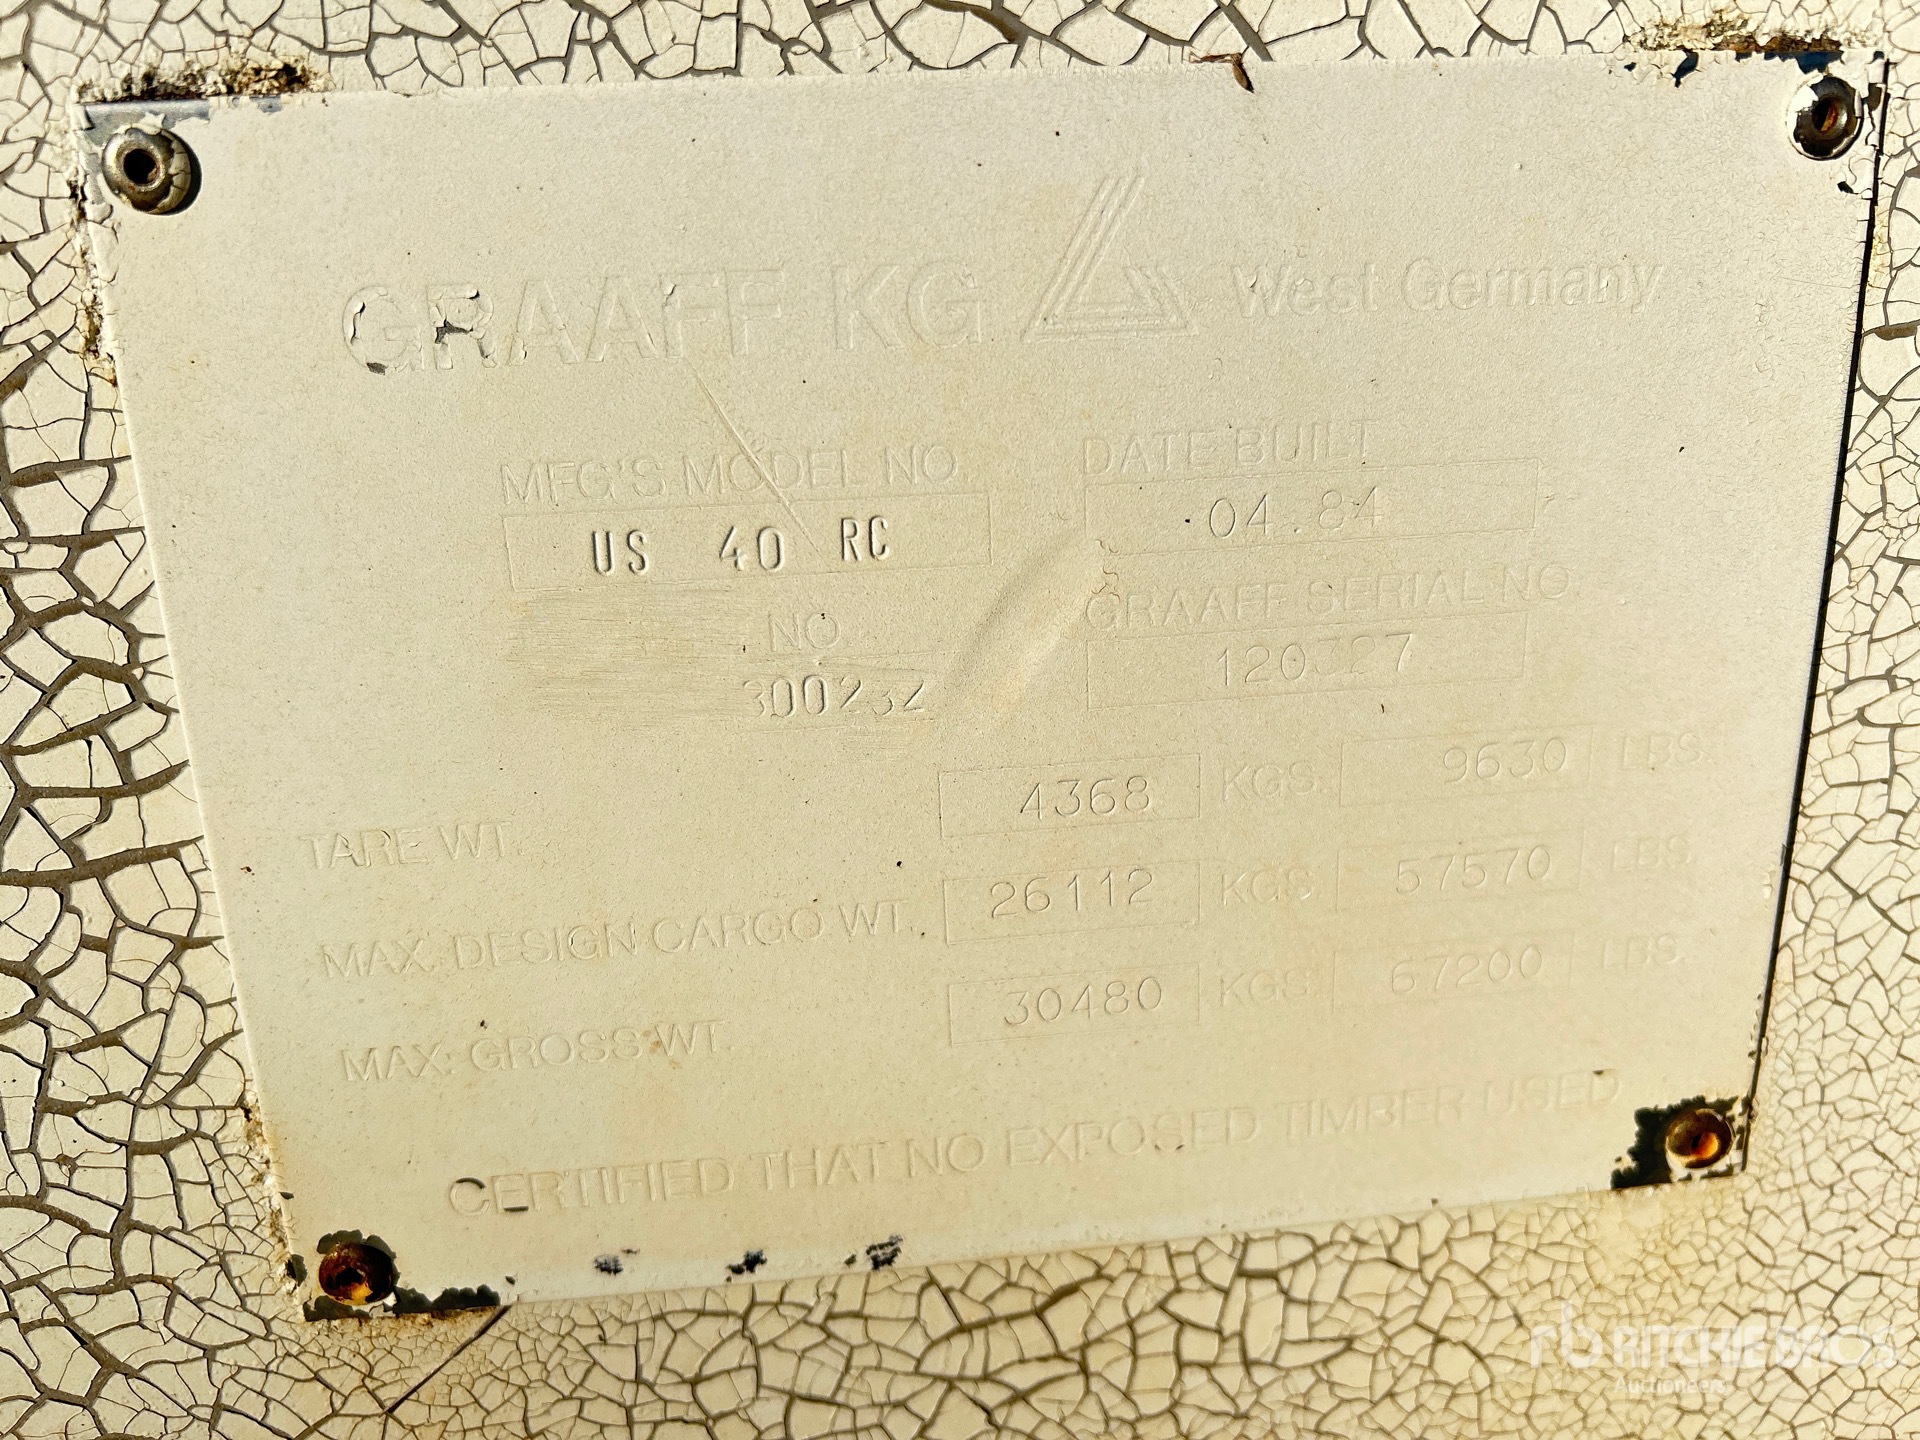 GRAAFF KG West Germany
MFG'S MODEL NO. DATE BUILT
US 40 RC 04.84
NO GRAAFF SERIAL NO.
300232 120327
TARE WT. 4368 KGS. 9630 LBS.
MAX. DESIGN CARGO WT. 26112 KGS. 57570 LBS.
MAX. GROSS WT. 30480 KGS. 67200 LBS.
CERTIFIED THAT NO EXPOSED TIMBER USED
rb RITCHIE BROS
Auctioneers